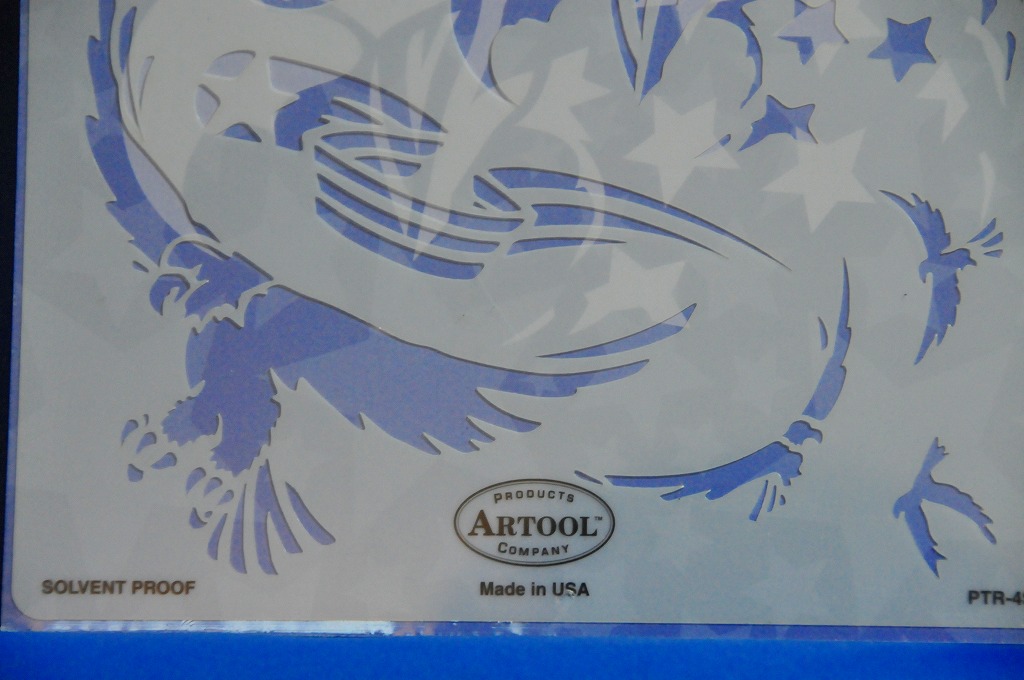 PRODUCTS
ARTOOL™
COMPANY
SOLVENT PROOF
Made in USA